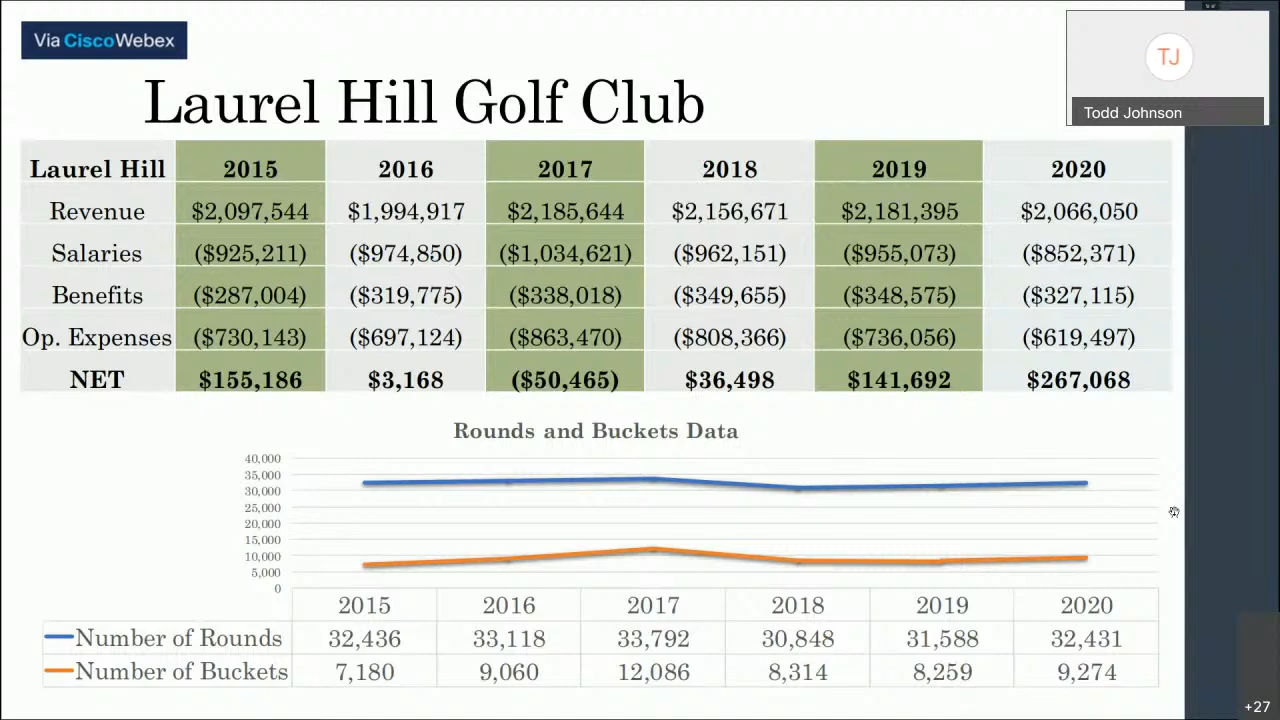 Via Cisco Webex
TJ
Todd Johnson
Laurel Hill Golf Club
Laurel Hill 2015 2016 2017 2018 2019 2020
Revenue $2,097,544 $1,994,917 $2,185,644 $2,156,671 $2,181,395 $2,066,050
Salaries ($925,211) ($974,850) ($1,034,621) ($962,151) ($955,073) ($852,371)
Benefits ($287,004) ($319,775) ($338,018) ($349,655) ($348,575) ($327,115)
Op. Expenses ($730,143) ($697,124) ($863,470) ($808,366) ($736,056) ($619,497)
NET $155,186 $3,168 ($50,465) $36,498 $141,692 $267,068
Rounds and Buckets Data
40,000
35,000
30,000
25,000
20,000
15,000
10,000
5,000
0
2015 2016 2017 2018 2019 2020
Number of Rounds 32,436 33,118 33,792 30,848 31,588 32,431
Number of Buckets 7,180 9,060 12,086 8,314 8,259 9,274
+27